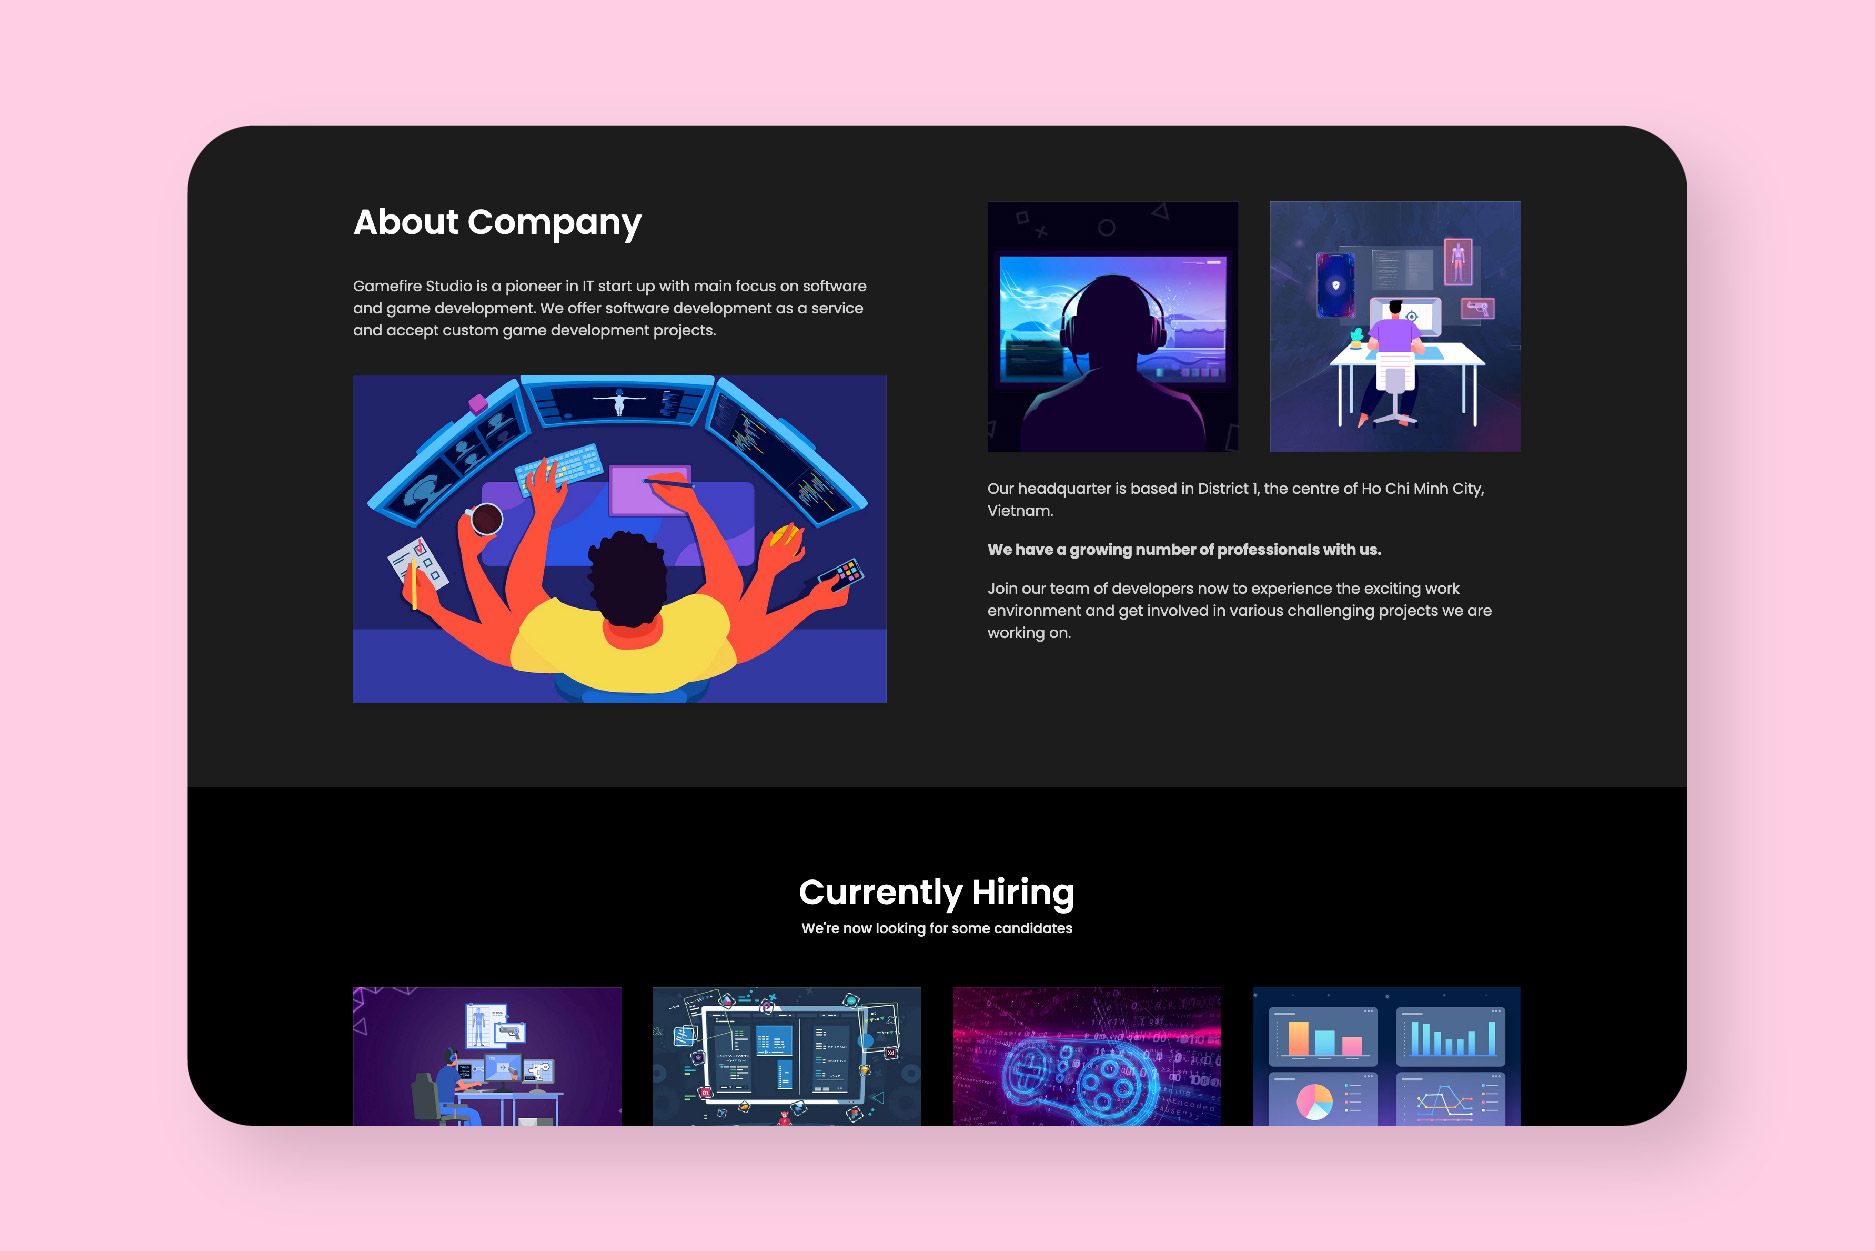 About Company
Gamefire Studio is a pioneer in IT start up with main focus on software
and game development. We offer software development as a service
and accept custom game development projects.
Our headquarter is based in District 1, the centre of Ho Chi Minh City,
Vietnam.
We have a growing number of professionals with us.
Join our team of developers now to experience the exciting work
environment and get involved in various challenging projects we are
working on.
Currently Hiring
We're now looking for some candidates